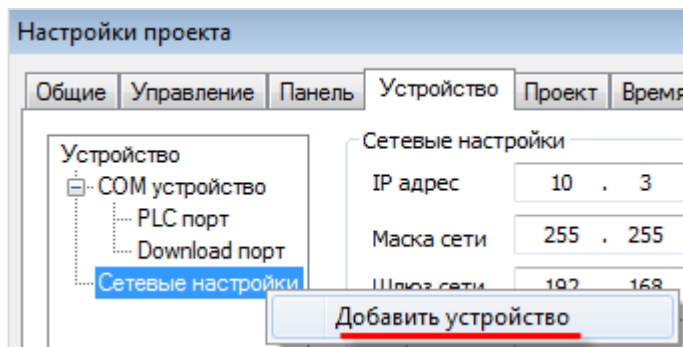 Настройки проекта
Общие Управление Панель Устройство Проект Время
Устройство
COM устройство
PLC порт
Download порт
Сетевые настройки
Сетевые настройки
IP адрес 10 . 3
Маска сети 255 . 255
Шлюз сети 192 168
Добавить устройство